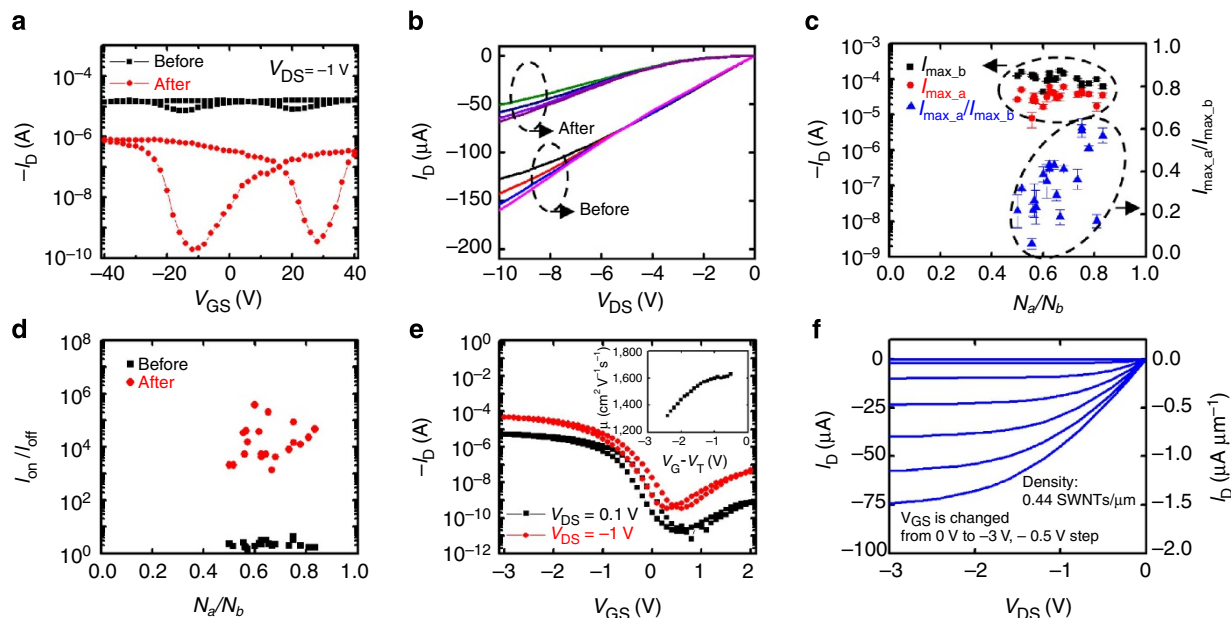 a
Before
After
V_DS = −1 V
−I_D (A)
10^−4
10^−6
10^−8
10^−10
−40
−20
0
20
40
V_GS (V)
b
I_D (µA)
0
−50
−100
−150
−200
After
Before
−10
−8
−6
−4
−2
0
V_DS (V)
c
−I_D (A)
10^−3
10^−4
10^−5
10^−6
10^−7
10^−8
10^−9
I_max_b
I_max_a
I_max_a/I_max_b
1.0
0.8
0.6
0.4
0.2
0.0
I_max_a/I_max_b
0.0
0.2
0.4
0.6
0.8
1.0
N_a/N_b
d
I_on/I_off
10^8
10^6
10^4
10^2
10^0
Before
After
0.0
0.2
0.4
0.6
0.8
1.0
N_a/N_b
e
−I_D (A)
10^0
10^−2
10^−4
10^−6
10^−8
10^−10
10^−12
µ (cm² V⁻¹s⁻¹)
1,800
1,600
1,400
1,200
−3
−2
−1
0
V_G-V_T (V)
V_DS = 0.1 V
V_DS = −1 V
−3
−2
−1
0
1
2
V_GS (V)
f
I_D (µA)
0
−25
−50
−75
−100
Density:
0.44 SWNTs/µm
V_GS is changed
from 0 V to −3 V, − 0.5 V step
0.0
−0.5
−1.0
−1.5
−2.0
I_D (µA µm⁻¹)
−3
−2
−1
0
V_DS (V)